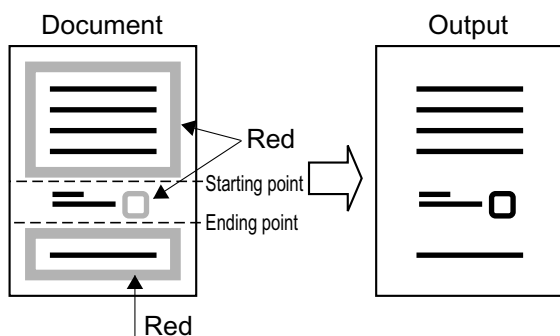 Document
Output
Red
Starting point
Ending point
Red